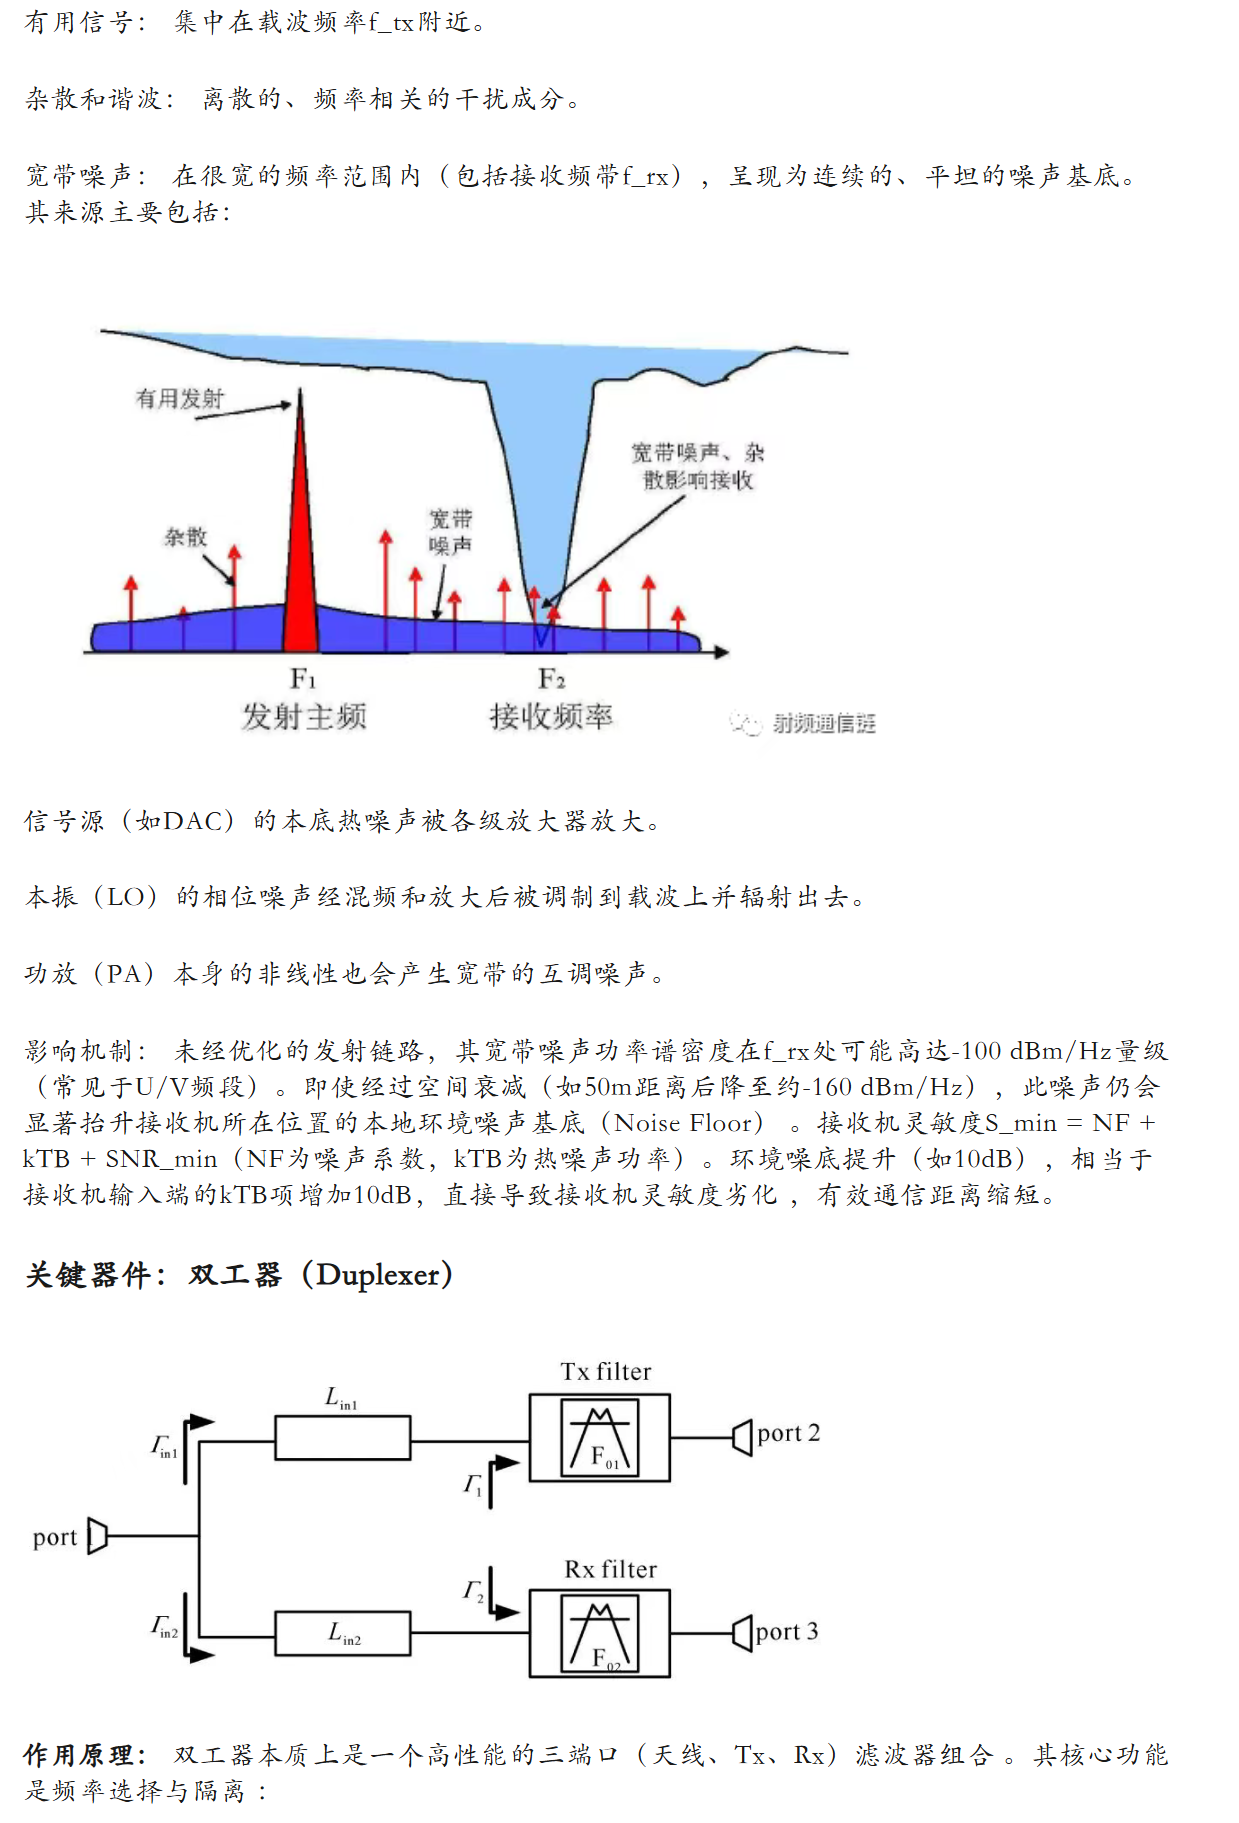 有用信号： 集中在载波频率f_tx附近。
杂散和谐波： 离散的、频率相关的干扰成分。
宽带噪声： 在很宽的频率范围内（包括接收频带f_rx），呈现为连续的、平坦的噪声基底。
其来源主要包括：
有用发射
宽带噪声、杂
散影响接收
宽带
噪声
杂散
F₁
F₂
发射主频
接收频率
射频通信链
信号源（如DAC）的本底热噪声被各级放大器放大。
本振（LO）的相位噪声经混频和放大后被调制到载波上并辐射出去。
功放（PA）本身的非线性也会产生宽带的互调噪声。
影响机制： 未经优化的发射链路，其宽带噪声功率谱密度在f_rx处可能高达-100 dBm/Hz量级
（常见于U/V频段）。即使经过空间衰减（如50m距离后降至约-160 dBm/Hz），此噪声仍会
显著抬升接收机所在位置的本地环境噪声基底（Noise Floor）。接收机灵敏度S_min = NF +
kTB + SNR_min（NF为噪声系数，kTB为热噪声功率）。环境噪底提升（如10dB），相当于
接收机输入端的kTB项增加10dB，直接导致接收机灵敏度劣化，有效通信距离缩短。
关键器件：双工器（Duplexer）
Tx filter
L_in1
Γ_in1
F_01
port 2
Γ_1
port
Rx filter
Γ_2
Γ_in2
L_in2
F_02
port 3
作用原理： 双工器本质上是一个高性能的三端口（天线、Tx、Rx）滤波器组合。其核心功能
是频率选择与隔离：